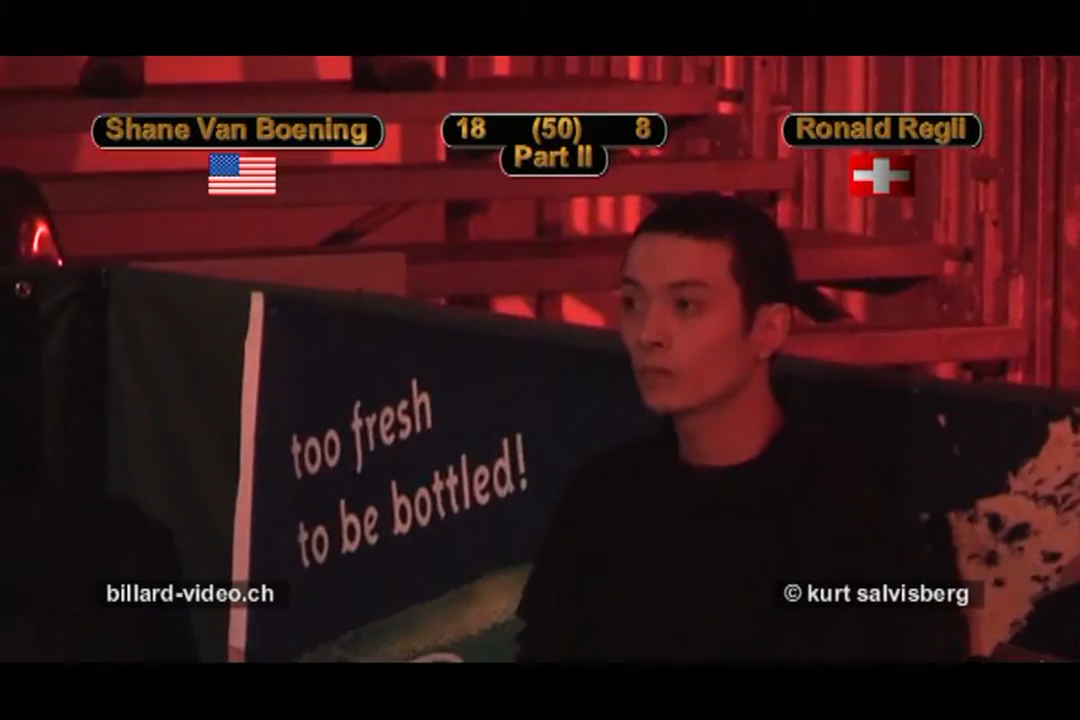 Shane Van Boening
18 (50) 8
Ronald Regli
Part II
too fresh
to be bottled!
billard-video.ch
© kurt salvisberg